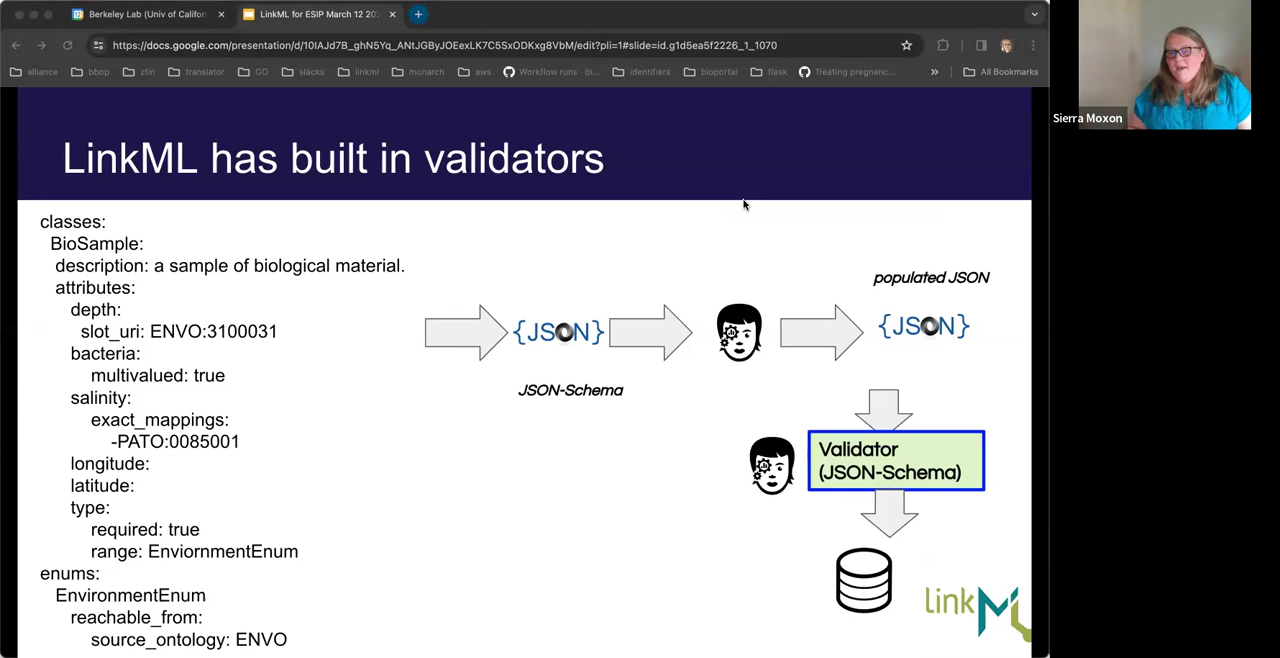 Berkeley Lab (Univ of Califor
LinkML for ESIP March 12 20
https://docs.google.com/presentation/d/10IAJd7B_ghN5Yq_ANtJGByJOEexLK7C5SxODKxg8VbM/edit?pli=1#slide=id.g1d5ea5f2226_1_1070
alliance bbop zfin translator GO slacks linkml monarch aws Workflow runs · bi... identifiers bioportal flask Treating pregnanc... » All Bookmarks
Sierra Moxon
LinkML has built in validators
classes:
BioSample:
description: a sample of biological material.
attributes:
depth:
slot_uri: ENVO:3100031
bacteria:
multivalued: true
salinity:
exact_mappings:
-PATO:0085001
longitude:
latitude:
type:
required: true
range: EnviornmentEnum
enums:
EnvironmentEnum
reachable_from:
source_ontology: ENVO
{JSON}
JSON-Schema
populated JSON
{JSON}
Validator
(JSON-Schema)
link ML